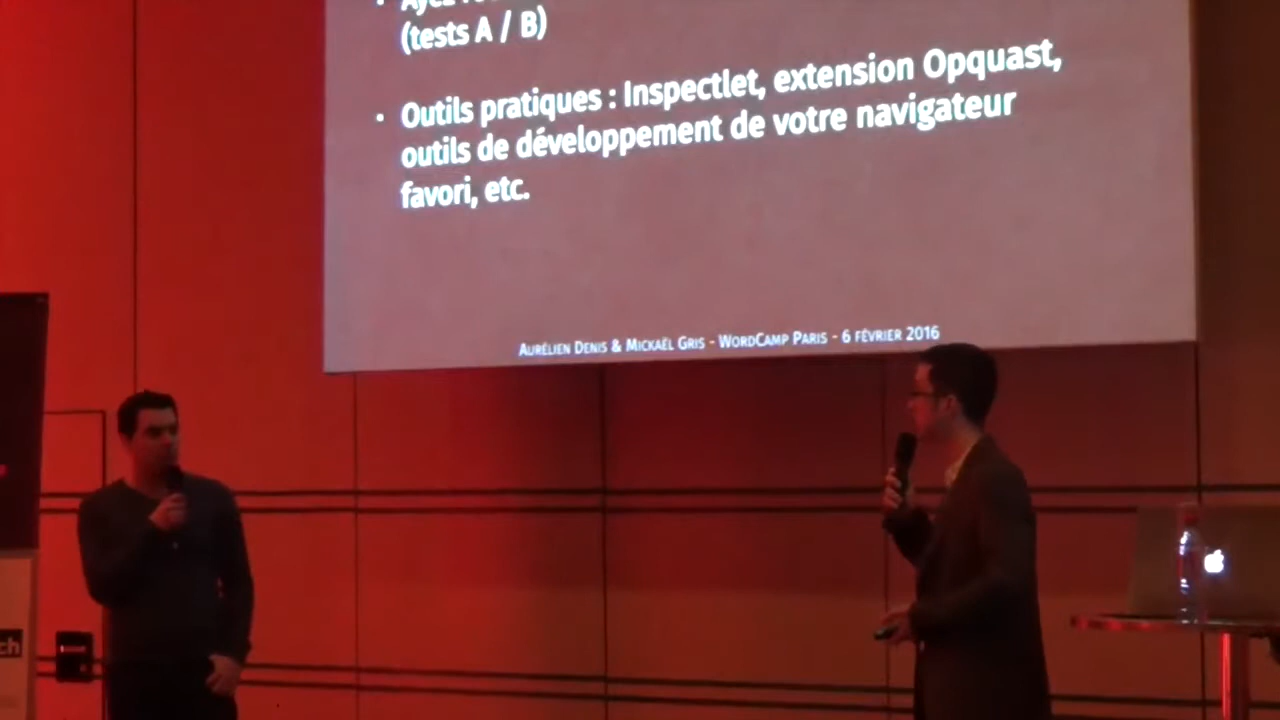 (tests A / B)
• Outils pratiques : Inspectlet, extension Opquast,
outils de développement de votre navigateur
favori, etc.
Aurélien Denis & Mickaël Gris - WordCamp Paris - 6 février 2016
ch